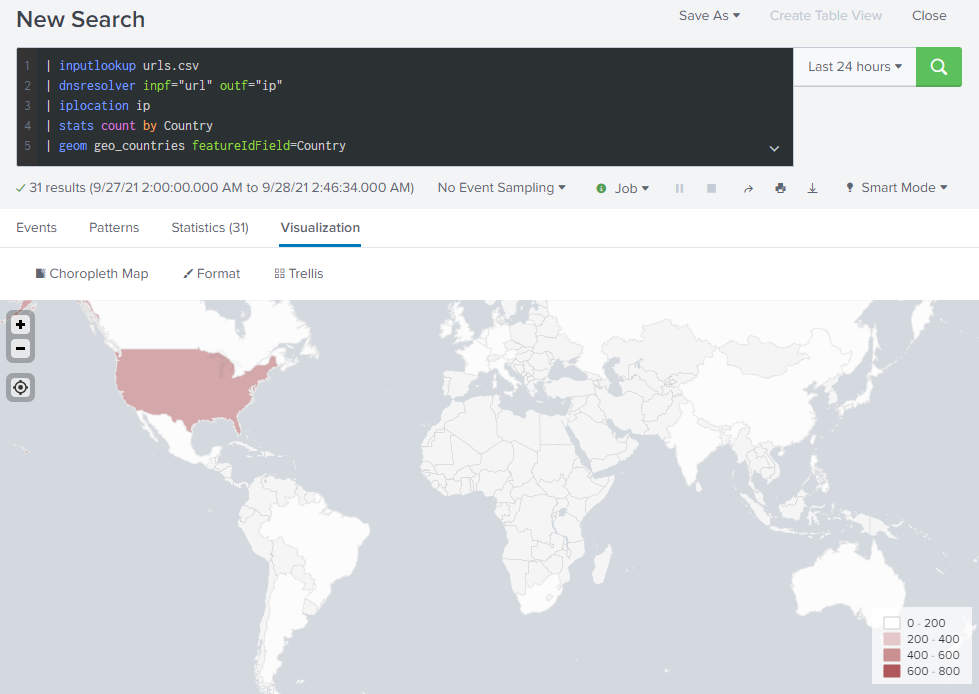 New Search
Save As
Create Table View
Close
1 | inputlookup urls.csv
2 | dnsresolver inpf="url" outf="ip"
3 | iplocation ip
4 | stats count by Country
5 | geom geo_countries featureIdField=Country
Last 24 hours
31 results (9/27/21 2:00:00.000 AM to 9/28/21 2:46:34.000 AM)
No Event Sampling
Job
Smart Mode
Events
Patterns
Statistics (31)
Visualization
Choropleth Map
Format
Trellis
0 - 200
200 - 400
400 - 600
600 - 800